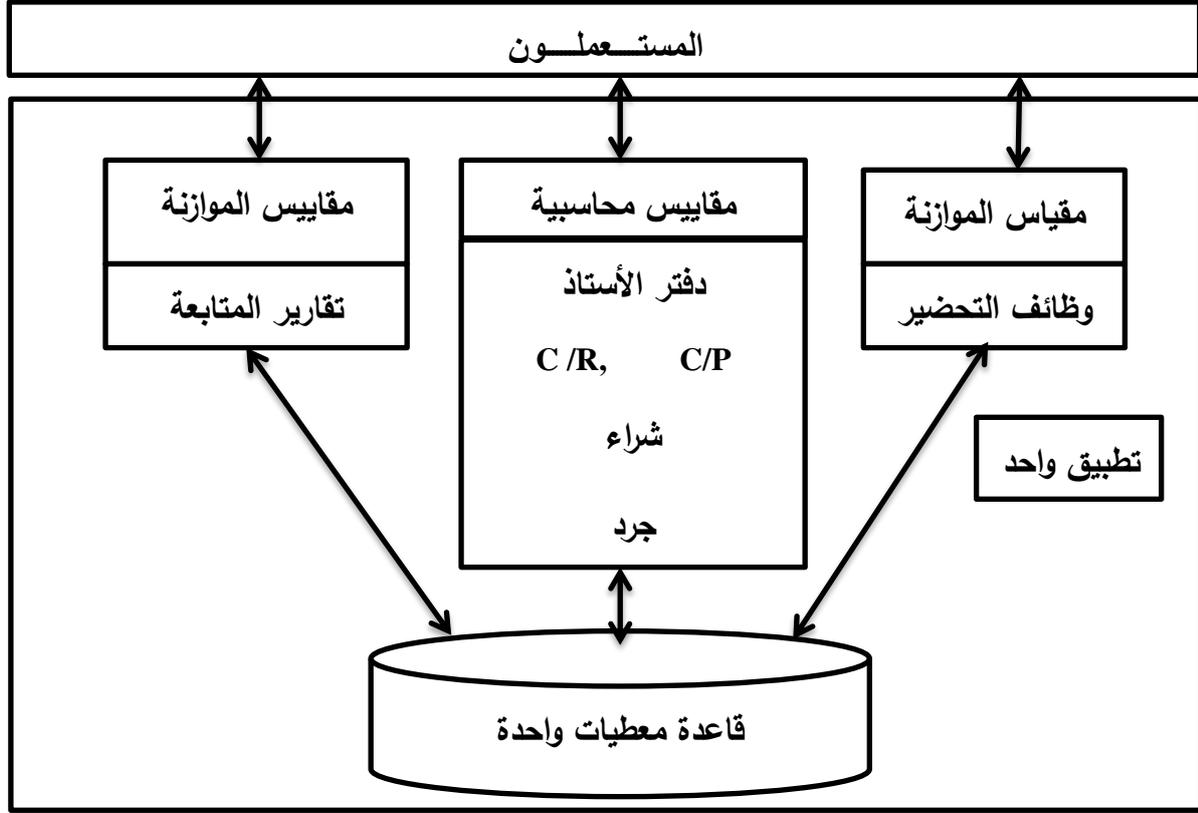 المستعملون
مقياس الموازنة
وظائف التحضير
مقاييس محاسبية
دفتر الأستاذ
C /R, C/P
شراء
جرد
مقاييس الموازنة
تقارير المتابعة
تطبيق واحد
قاعدة معطيات واحدة